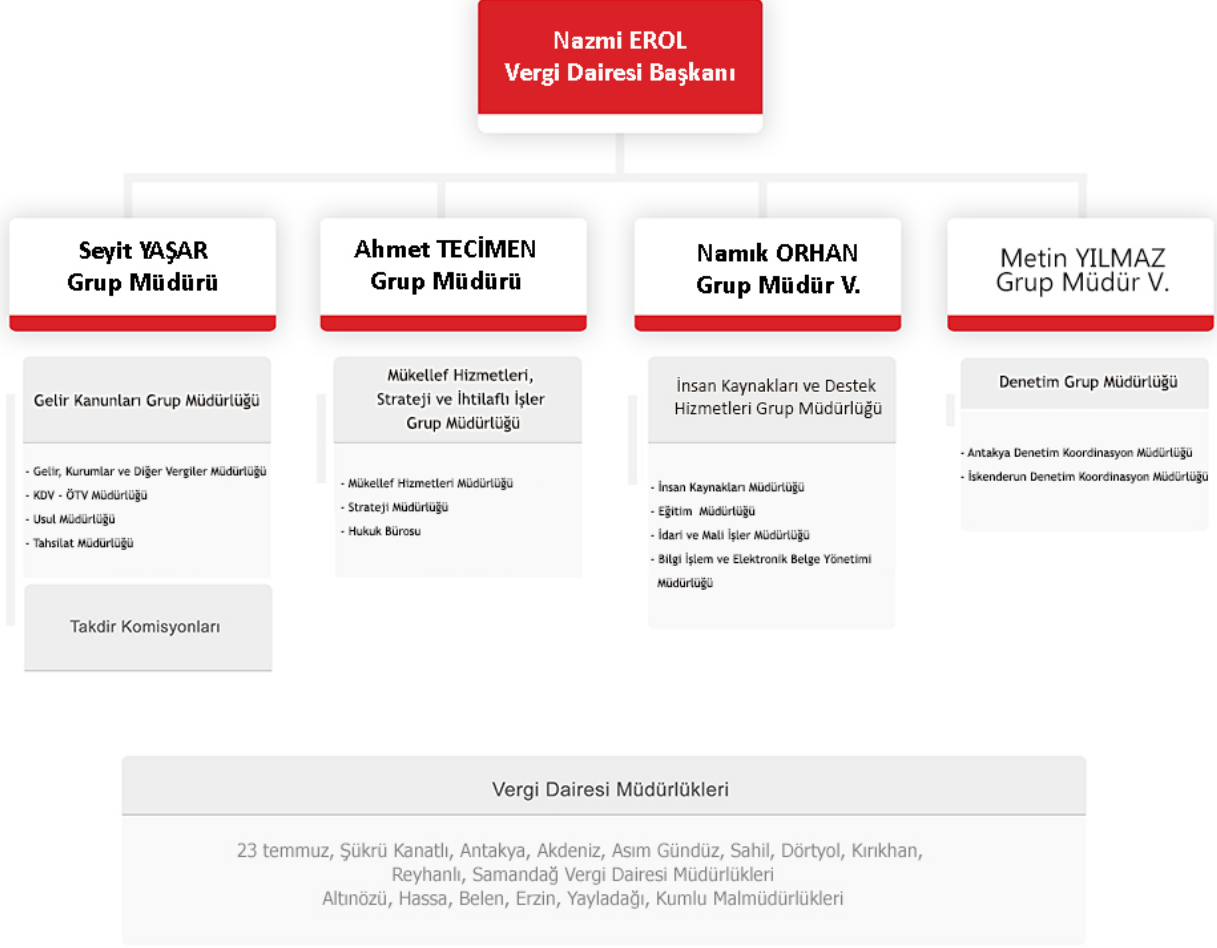 Nazmi EROL
Vergi Dairesi Başkanı
Seyit YAŞAR
Grup Müdürü
Ahmet TECİMEN
Grup Müdürü
Namık ORHAN
Grup Müdür V.
Metin YILMAZ
Grup Müdür V.
Gelir Kanunları Grup Müdürlüğü
- Gelir, Kurumlar ve Diğer Vergiler Müdürlüğü
- KDV - ÖTV Müdürlüğü
- Usul Müdürlüğü
- Tahsilat Müdürlüğü
Takdir Komisyonları
Mükellef Hizmetleri,
Strateji ve İhtilaflı İşler
Grup Müdürlüğü
- Mükellef Hizmetleri Müdürlüğü
- Strateji Müdürlüğü
- Hukuk Bürosu
İnsan Kaynakları ve Destek
Hizmetleri Grup Müdürlüğü
- İnsan Kaynakları Müdürlüğü
- Eğitim Müdürlüğü
- İdari ve Mali İşler Müdürlüğü
- Bilgi İşlem ve Elektronik Belge Yönetimi
Müdürlüğü
Denetim Grup Müdürlüğü
- Antakya Denetim Koordinasyon Müdürlüğü
- İskenderun Denetim Koordinasyon Müdürlüğü
Vergi Dairesi Müdürlükleri
23 temmuz, Şükrü Kanatlı, Antakya, Akdeniz, Asım Gündüz, Sahil, Dörtyol, Kırıkhan,
Reyhanlı, Samandağ Vergi Dairesi Müdürlükleri
Altınözü, Hassa, Belen, Erzin, Yayladağı, Kumlu Malmüdürlükleri